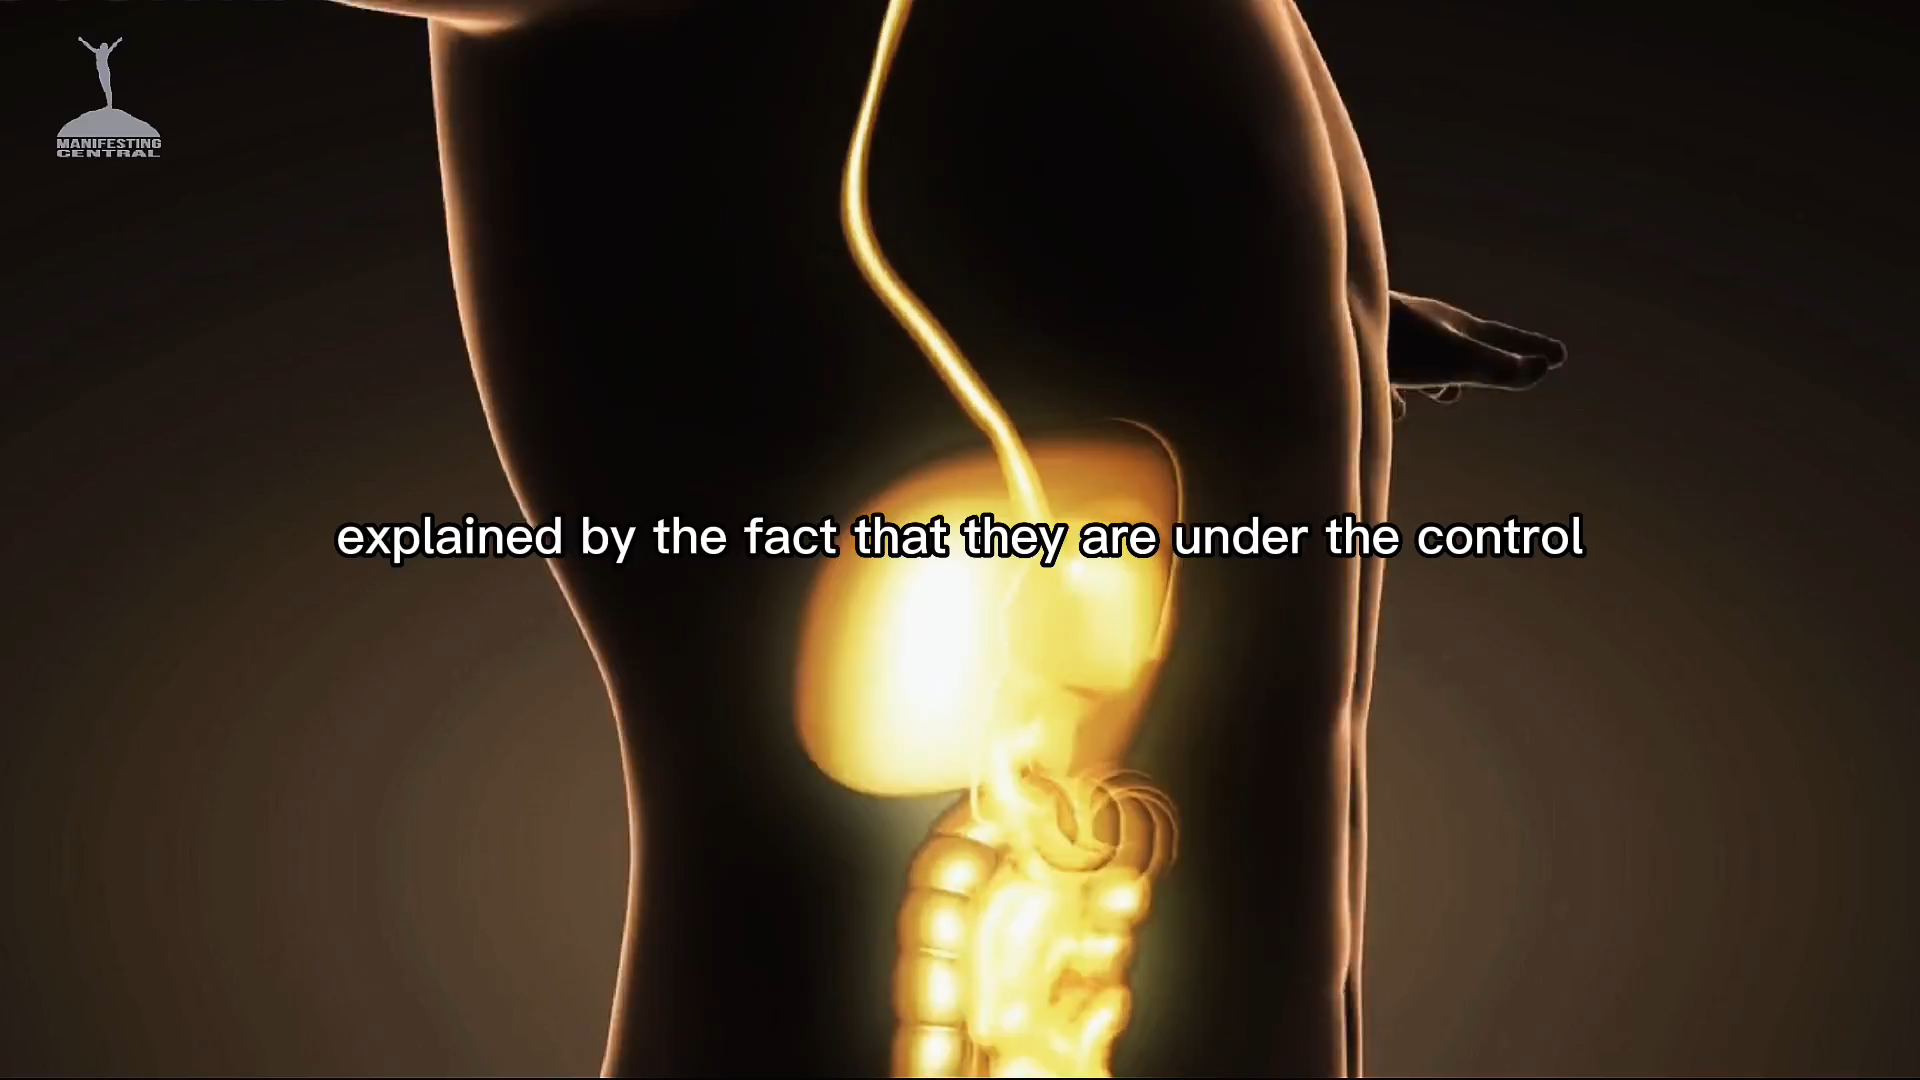 MANIFESTING
CENTRAL
explained by the fact that they are under the control